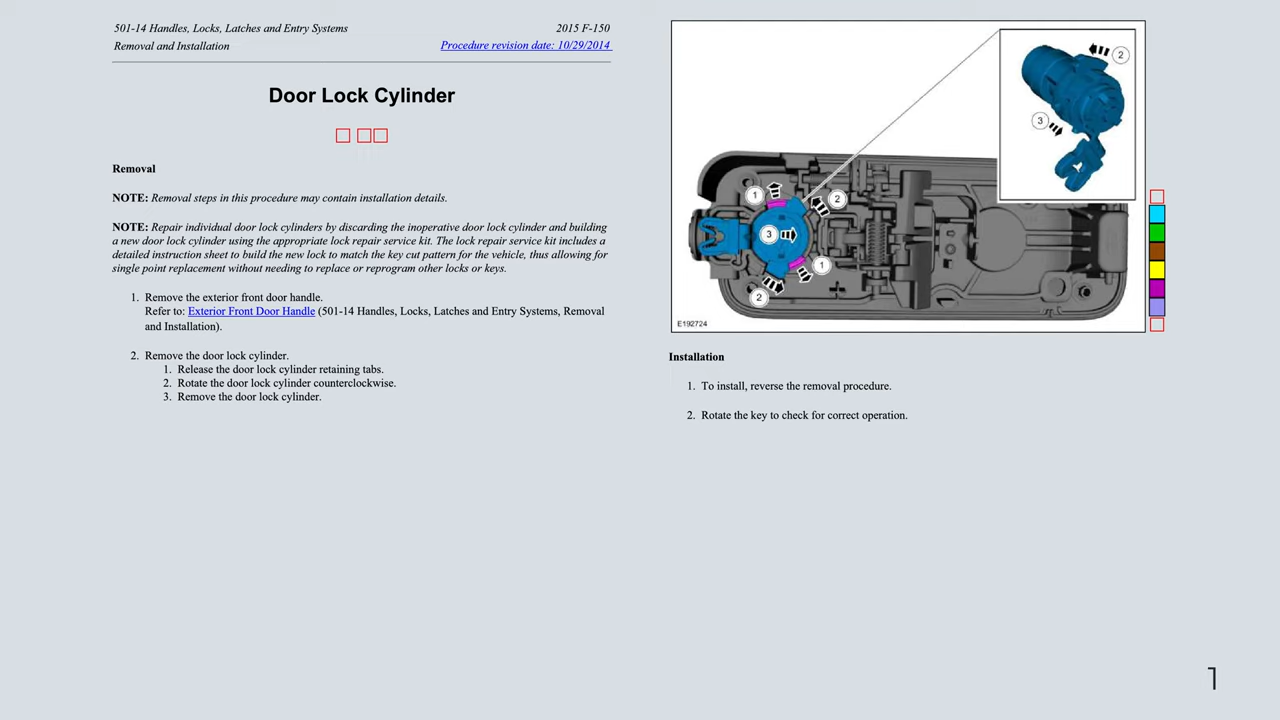 501-14 Handles, Locks, Latches and Entry Systems 2015 F-150
Removal and Installation Procedure revision date: 10/29/2014
Door Lock Cylinder
Removal
NOTE: Removal steps in this procedure may contain installation details.
NOTE: Repair individual door lock cylinders by discarding the inoperative door lock cylinder and building
a new door lock cylinder using the appropriate lock repair service kit. The lock repair service kit includes a
detailed instruction sheet to build the new lock to match the key cut pattern for the vehicle, thus allowing for
single point replacement without needing to replace or reprogram other locks or keys.
1. Remove the exterior front door handle.
Refer to: Exterior Front Door Handle (501-14 Handles, Locks, Latches and Entry Systems, Removal
and Installation).
2. Remove the door lock cylinder.
1. Release the door lock cylinder retaining tabs.
2. Rotate the door lock cylinder counterclockwise.
3. Remove the door lock cylinder.
2
3
1
2
3
1
2
E192724
Installation
1. To install, reverse the removal procedure.
2. Rotate the key to check for correct operation.
1